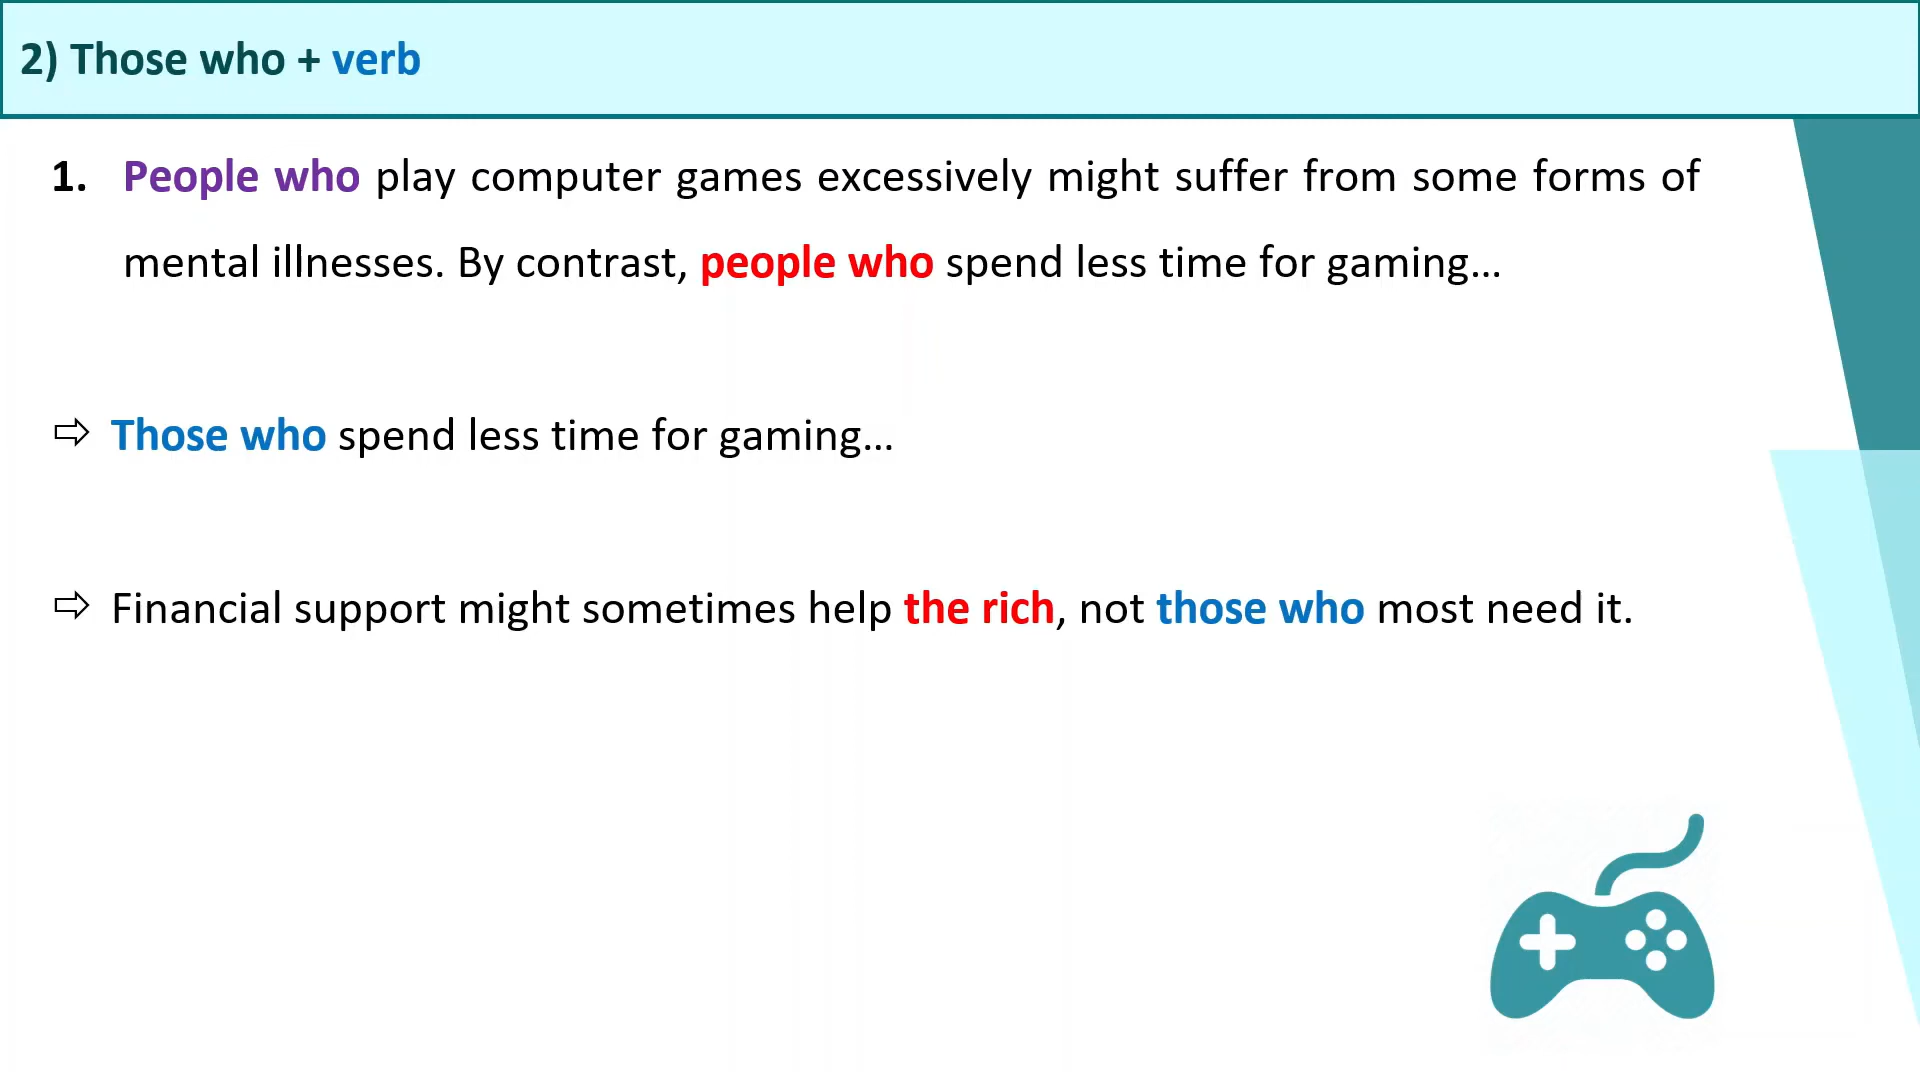 2) Those who + verb
1. People who play computer games excessively might suffer from some forms of
mental illnesses. By contrast, people who spend less time for gaming...
⇨ Those who spend less time for gaming...
⇨ Financial support might sometimes help the rich, not those who most need it.